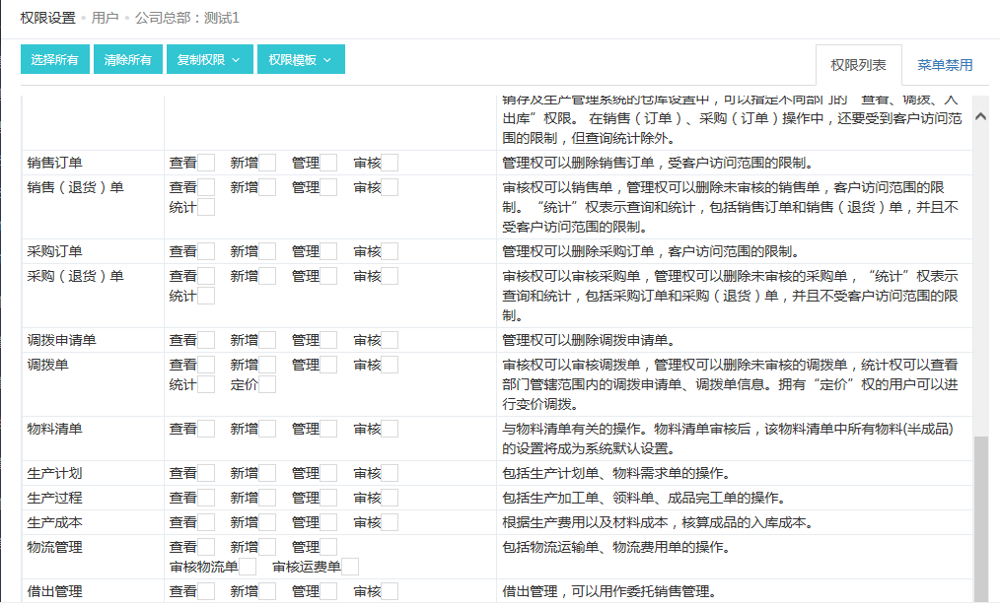 权限设置 • 用户 • 公司总部：测试1
选择所有 清除所有 复制权限 权限模板 权限列表 菜单禁用
销存及生产管理系统的仓库设置中，可以指定不同部门的“查看、调拨、入
出库”权限。 在销售（订单）、采购（订单）操作中，还要受到客户访问范
围的限制，但查询统计除外。
销售订单 查看 新增 管理 审核 管理权可以删除销售订单，受客户访问范围的限制。
销售（退货）单 查看 新增 管理 审核 审核权可以销售单，管理权可以删除未审核的销售单，客户访问范围的限
统计 制。“统计”权表示查询和统计，包括销售订单和销售（退货）单，并且不
受客户访问范围的限制。
采购订单 查看 新增 管理 审核 管理权可以删除采购订单，客户访问范围的限制。
采购（退货）单 查看 新增 管理 审核 审核权可以审核采购单，管理权可以删除未审核的采购单，“统计”权表示
统计 查询和统计，包括采购订单和采购（退货）单，并且不受客户访问范围的限
制。
调拨申请单 查看 新增 管理 审核 管理权可以删除调拨申请单。
调拨单 查看 新增 管理 审核 审核权可以审核调拨单，管理权可以删除未审核的调拨单，统计权可以查看
统计 定价 部门管辖范围内的调拨申请单、调拨单信息。拥有“定价”权的用户可以进
行变价调拨。
物料清单 查看 新增 管理 审核 与物料清单有关的操作。物料清单审核后，该物料清单中所有物料(半成品)
的设置将成为系统默认设置。
生产计划 查看 新增 管理 审核 包括生产计划单、物料需求单的操作。
生产过程 查看 新增 管理 审核 包括生产加工单、领料单、成品完工单的操作。
生产成本 查看 新增 管理 审核 根据生产费用以及材料成本，核算成品的入库成本。
物流管理 查看 新增 管理 包括物流运输单、物流费用单的操作。
审核物流单 审核运费单
借出管理 查看 新增 管理 审核 借出管理，可以用作委托销售管理。